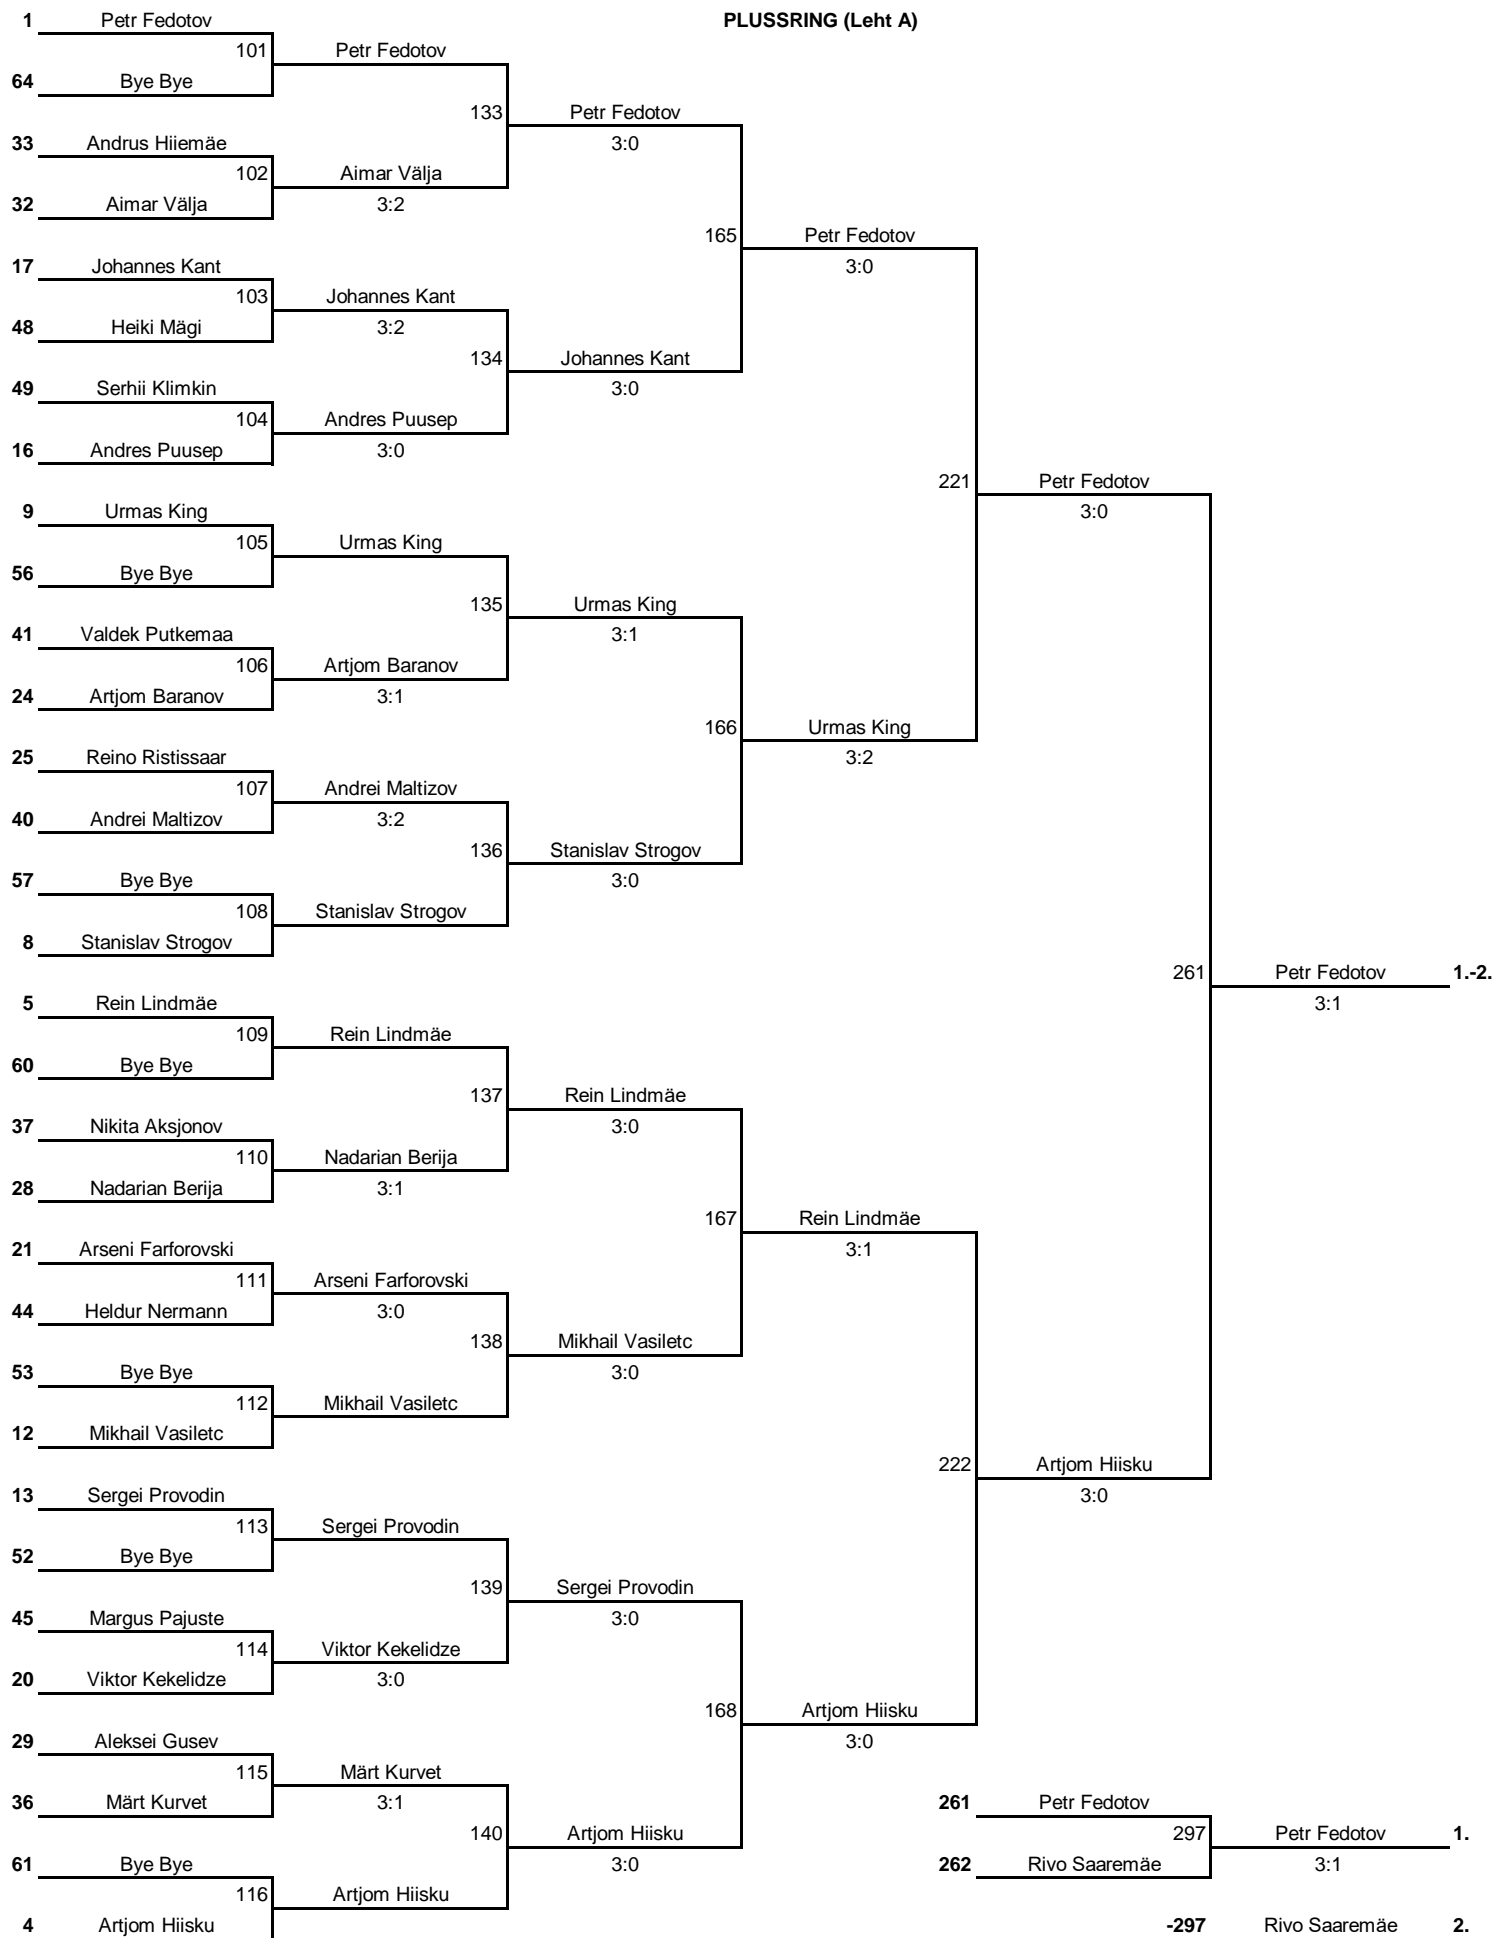 1 Petr Fedotov PLUSSRING (Leht A)
101 Petr Fedotov
64 Bye Bye
133 Petr Fedotov
33 Andrus Hiiemäe 3:0
102 Aimar Välja
32 Aimar Välja 3:2
165 Petr Fedotov
17 Johannes Kant 3:0
103 Johannes Kant
48 Heiki Mägi 3:2
134 Johannes Kant
49 Serhii Klimkin 3:0
104 Andres Puusep
16 Andres Puusep 3:0
221 Petr Fedotov
9 Urmas King 3:0
105 Urmas King
56 Bye Bye
135 Urmas King
41 Valdek Putkemaa 3:1
106 Artjom Baranov
24 Artjom Baranov 3:1
166 Urmas King
25 Reino Ristissaar 3:2
107 Andrei Maltizov
40 Andrei Maltizov 3:2
136 Stanislav Strogov
57 Bye Bye 3:0
108 Stanislav Strogov
8 Stanislav Strogov
261 Petr Fedotov 1.-2.
5 Rein Lindmäe 3:1
109 Rein Lindmäe
60 Bye Bye
137 Rein Lindmäe
37 Nikita Aksjonov 3:0
110 Nadarian Berija
28 Nadarian Berija 3:1
167 Rein Lindmäe
21 Arseni Farforovski 3:1
111 Arseni Farforovski
44 Heldur Nermann 3:0
138 Mikhail Vasiletc
53 Bye Bye 3:0
112 Mikhail Vasiletc
12 Mikhail Vasiletc
222 Artjom Hiisku
13 Sergei Provodin 3:0
113 Sergei Provodin
52 Bye Bye
139 Sergei Provodin
45 Margus Pajuste 3:0
114 Viktor Kekelidze
20 Viktor Kekelidze 3:0
168 Artjom Hiisku
29 Aleksei Gusev 3:0
115 Märt Kurvet
36 Märt Kurvet 3:1 261 Petr Fedotov
140 Artjom Hiisku 297 Petr Fedotov 1.
61 Bye Bye 3:0 262 Rivo Saaremäe 3:1
116 Artjom Hiisku
4 Artjom Hiisku -297 Rivo Saaremäe 2.